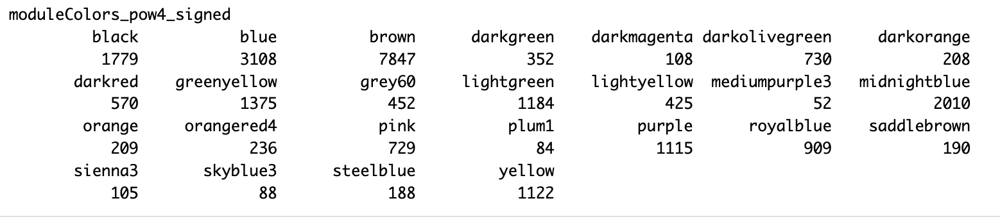 moduleColors_pow4_signed
black blue brown darkgreen darkmagenta darkolivegreen darkorange
1779 3108 7847 352 108 730 208
darkred greenyellow grey60 lightgreen lightyellow mediumpurple3 midnightblue
570 1375 452 1184 425 52 2010
orange orangered4 pink plum1 purple royalblue saddlebrown
209 236 729 84 1115 909 190
sienna3 skyblue3 steelblue yellow
105 88 188 1122